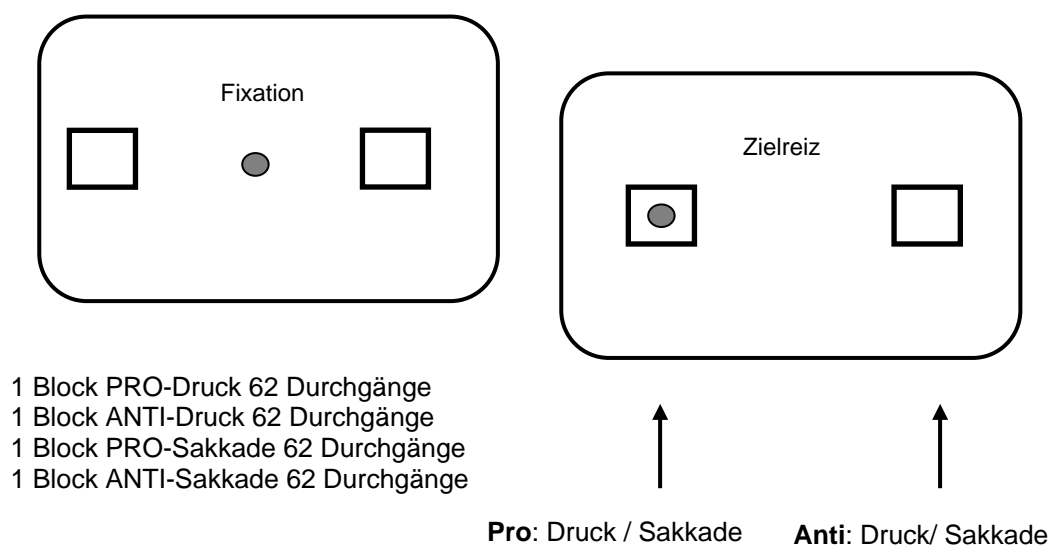 Fixation
Zielreiz
1 Block PRO-Druck 62 Durchgänge
1 Block ANTI-Druck 62 Durchgänge
1 Block PRO-Sakkade 62 Durchgänge
1 Block ANTI-Sakkade 62 Durchgänge
Pro: Druck / Sakkade
Anti: Druck/ Sakkade